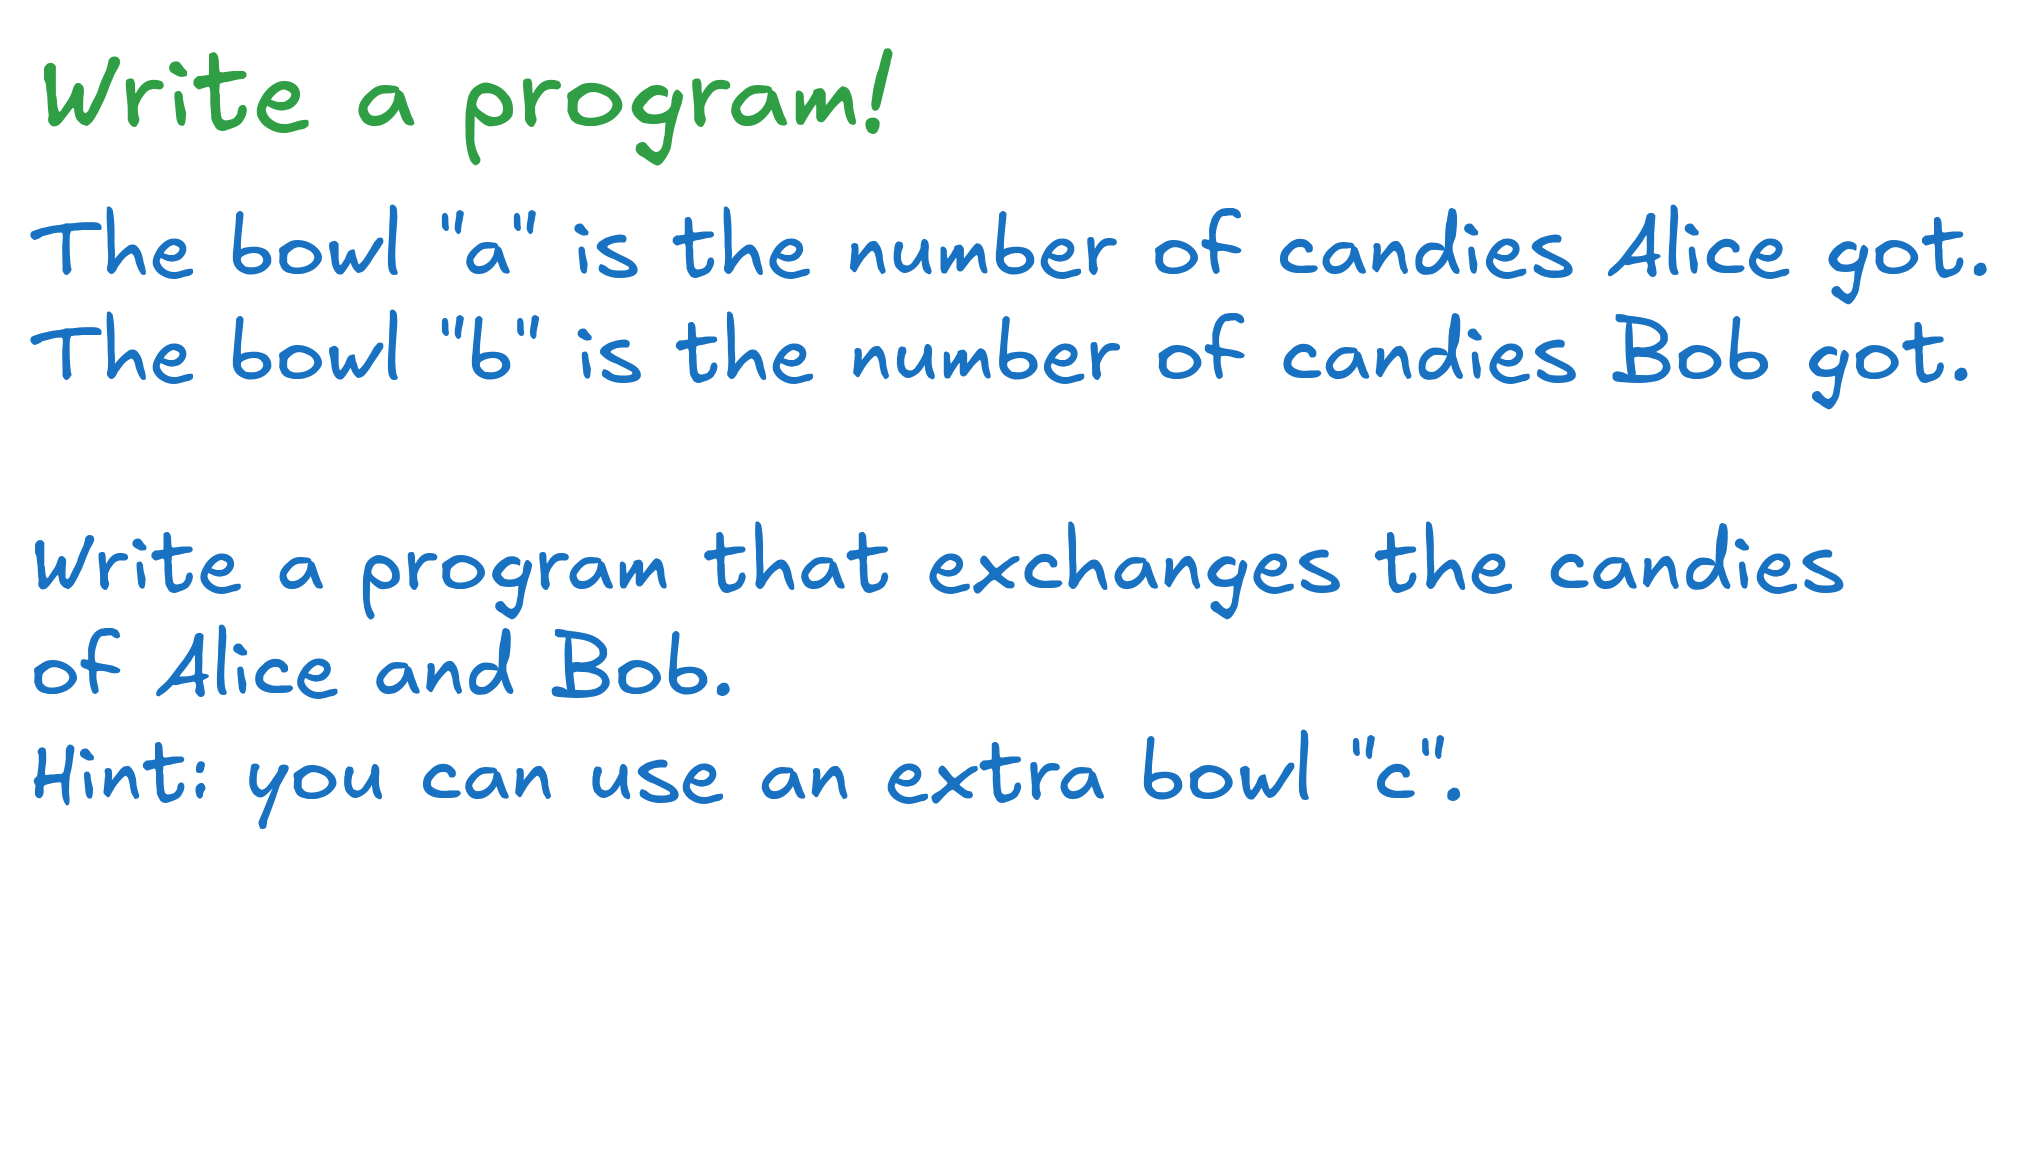 Write a program!
The bowl "a" is the number of candies Alice got.
The bowl "b" is the number of candies Bob got.
Write a program that exchanges the candies
of Alice and Bob.
Hint: you can use an extra bowl "c".